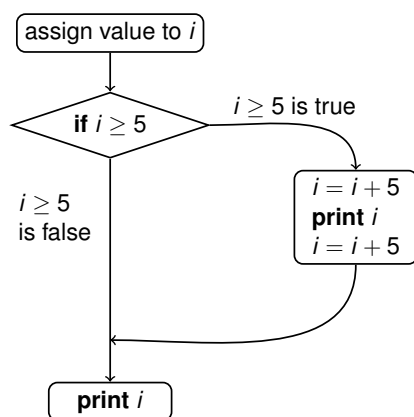 assign value to i
if i ≥ 5
i ≥ 5 is true
i = i + 5
print i
i = i + 5
i ≥ 5
is false
print i